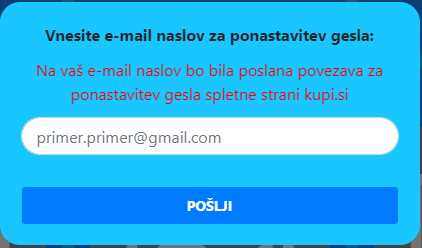 Vnesite e-mail naslov za ponastavitev gesla:
Na vaš e-mail naslov bo bila poslana povezava za
ponastavitev gesla spletne strani kupi.si
primer.primer@gmail.com
POŠLJI